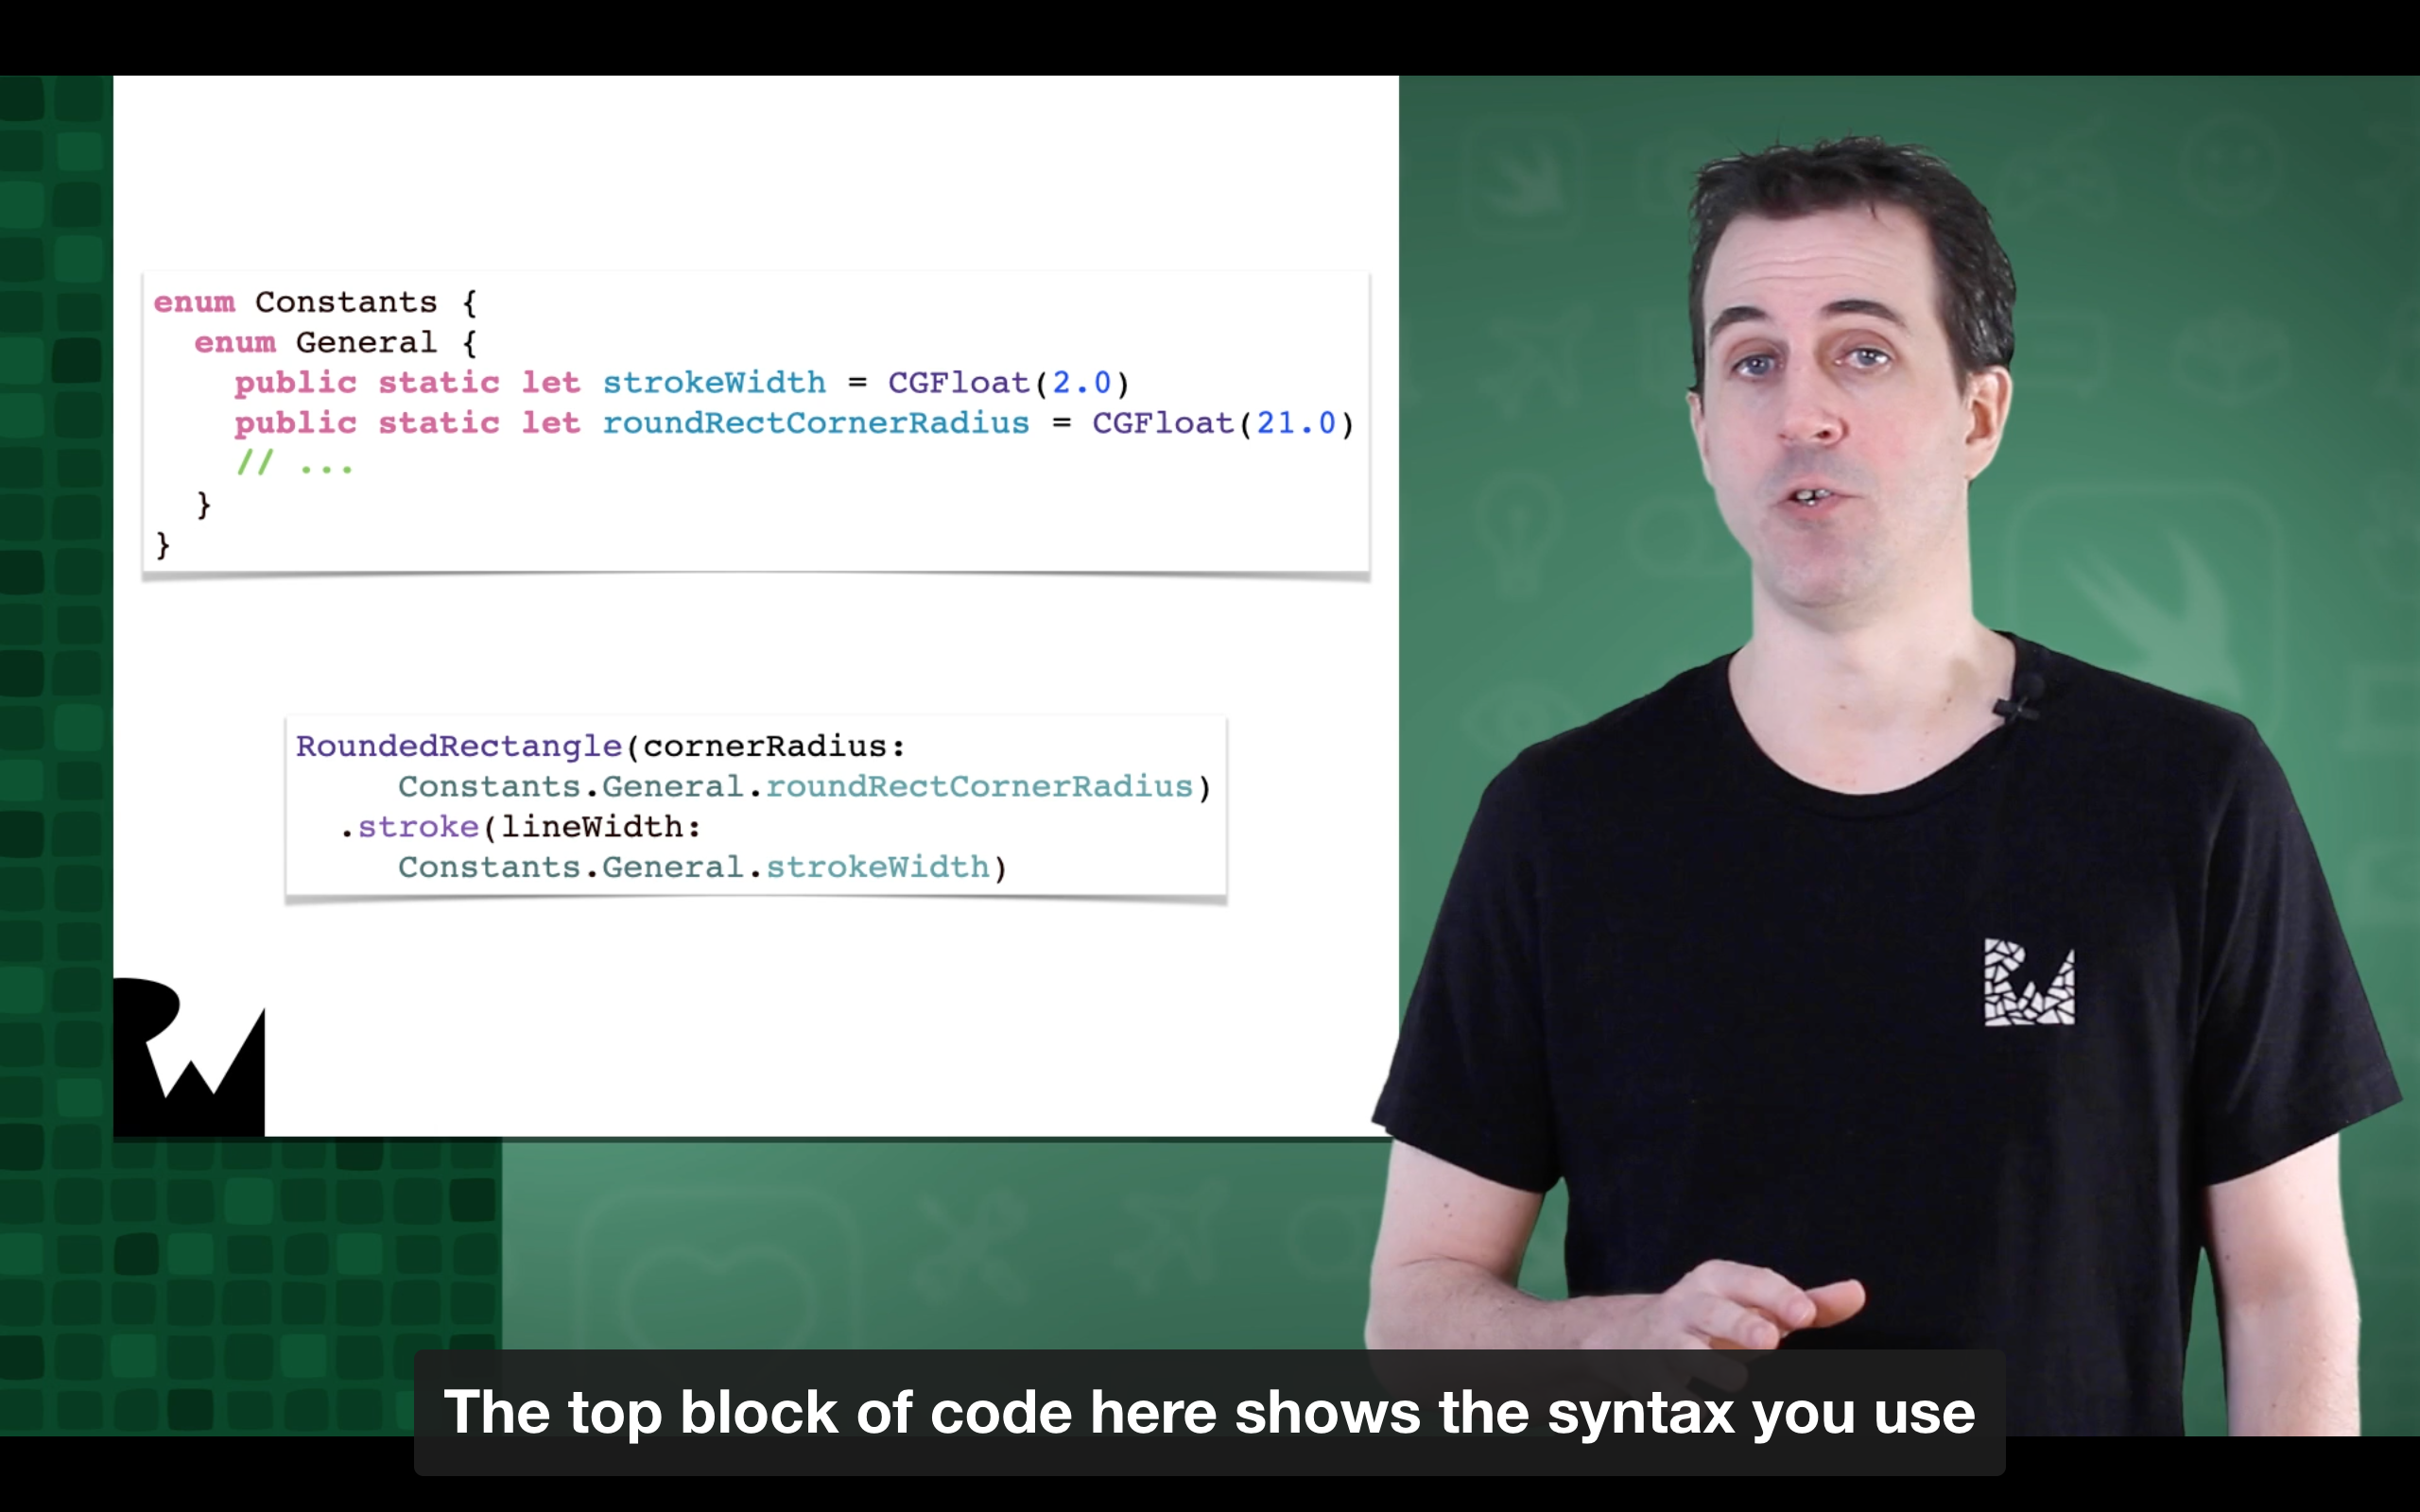 enum Constants {
  enum General {
    public static let strokeWidth = CGFloat(2.0)
    public static let roundRectCornerRadius = CGFloat(21.0)
    // ...
  }
}
RoundedRectangle(cornerRadius:
     Constants.General.roundRectCornerRadius)
  .stroke(lineWidth:
     Constants.General.strokeWidth)
RW
RW
The top block of code here shows the syntax you use